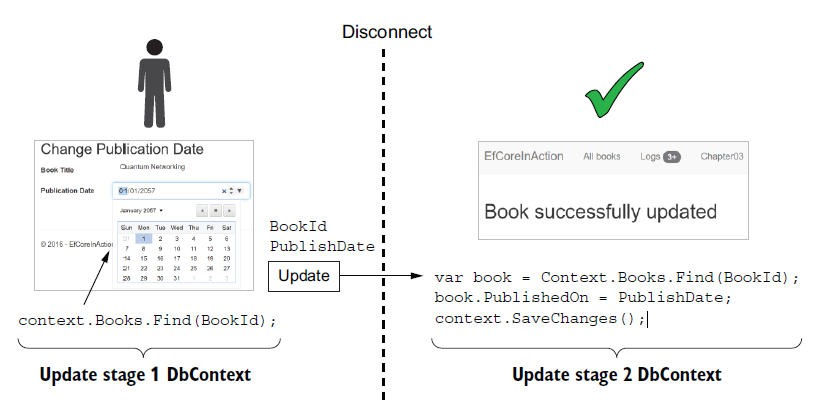 Disconnect
Change Publication Date
Book Title
Quantum Networking
Publication Date
01/01/2057
January 2057
Sun Mon Tue Wed Thu Fri Sat
31 1 2 3 4 5 6
7 8 9 10 11 12 13
14 15 16 17 18 19 20
21 22 23 24 25 26 27
28 29 30 31 1 2 3
© 2016 - EfCoreInAction
context.Books.Find(BookId);
Update stage 1 DbContext
BookId
PublishDate
Update
EfCoreInAction All books Logs 3+ Chapter03
Book successfully updated
var book = Context.Books.Find(BookId);
book.PublishedOn = PublishDate;
context.SaveChanges();
Update stage 2 DbContext